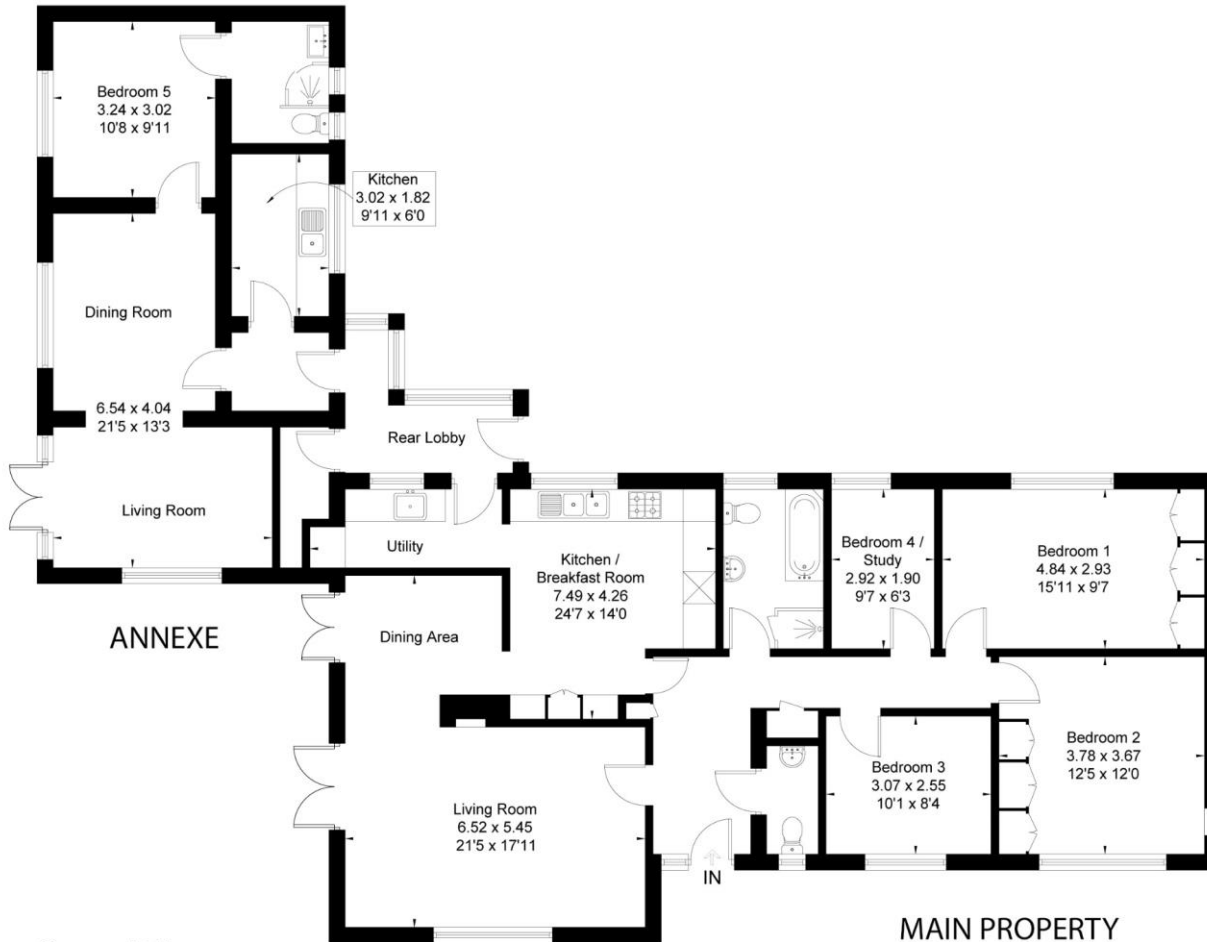 Bedroom 5
3.24 x 3.02
10'8 x 9'11
Kitchen
3.02 x 1.82
9'11 x 6'0
Dining Room
6.54 x 4.04
21'5 x 13'3
Living Room
ANNEXE
Rear Lobby
Utility
Kitchen /
Breakfast Room
7.49 x 4.26
24'7 x 14'0
Dining Area
Living Room
6.52 x 5.45
21'5 x 17'11
Bedroom 4 /
Study
2.92 x 1.90
9'7 x 6'3
Bedroom 1
4.84 x 2.93
15'11 x 9'7
Bedroom 2
3.78 x 3.67
12'5 x 12'0
Bedroom 3
3.07 x 2.55
10'1 x 8'4
IN
MAIN PROPERTY